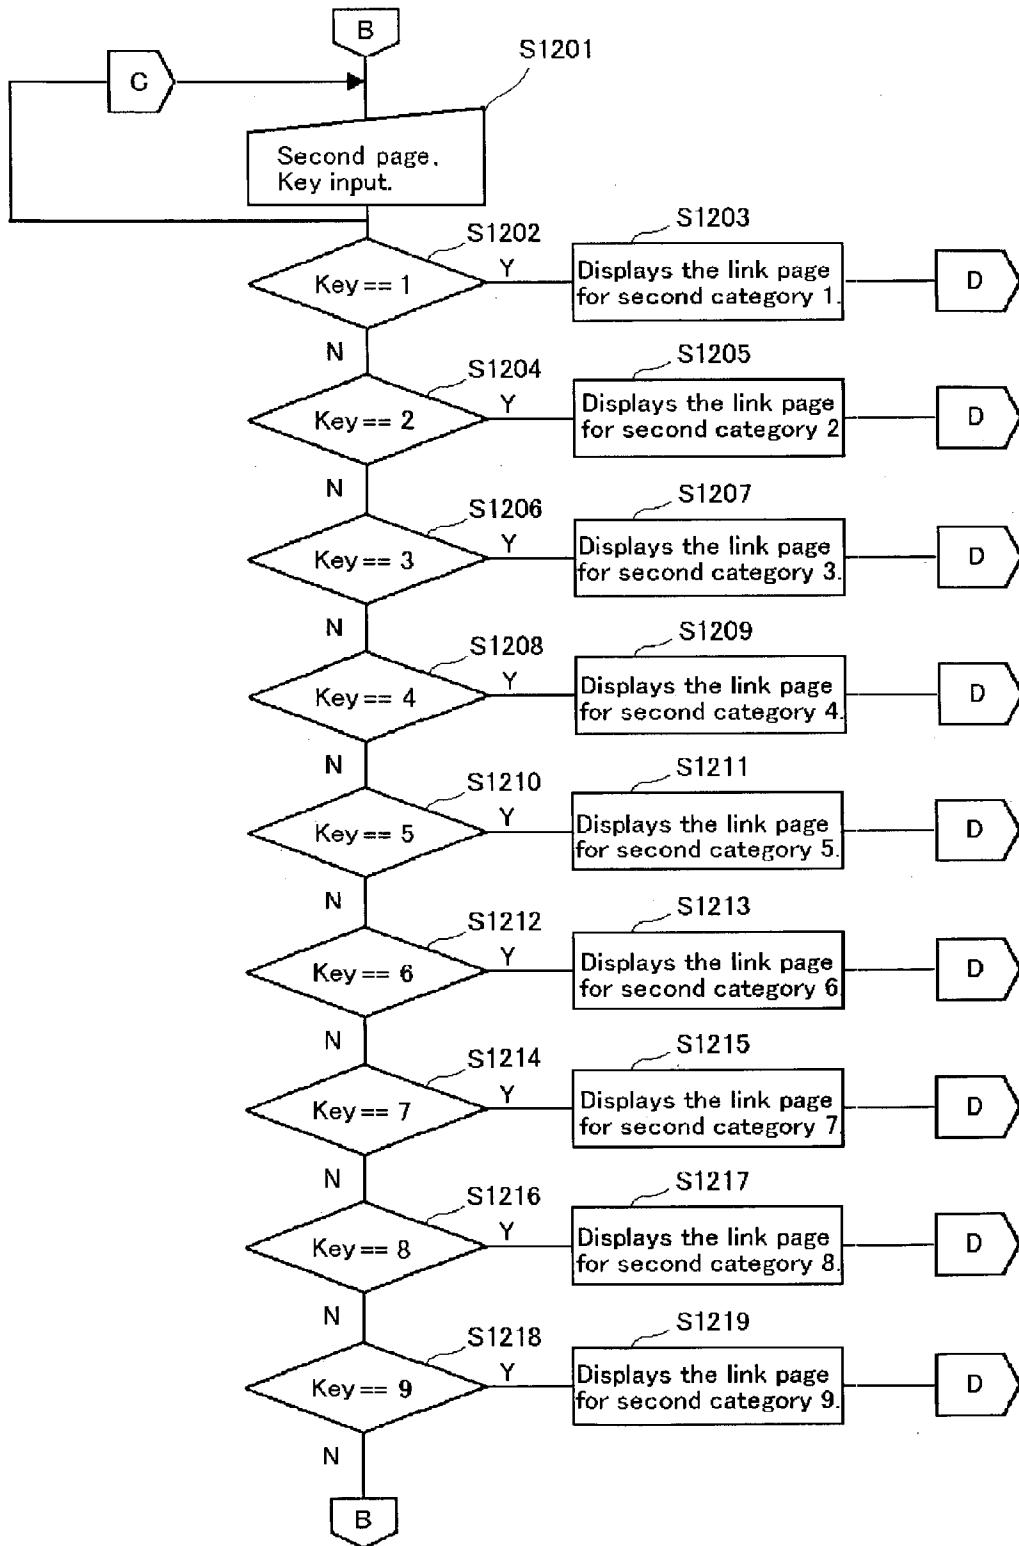 B
S1201
C
Second page,
Key input.
S1202
S1203
Key == 1
Y
Displays the link page
for second category 1.
D
N
S1204
S1205
Key == 2
Y
Displays the link page
for second category 2
D
N
S1206
S1207
Key == 3
Y
Displays the link page
for second category 3.
D
N
S1208
S1209
Key == 4
Y
Displays the link page
for second category 4.
D
N
S1210
S1211
Key == 5
Y
Displays the link page
for second category 5.
D
N
S1212
S1213
Key == 6
Y
Displays the link page
for second category 6.
D
N
S1214
S1215
Key == 7
Y
Displays the link page
for second category 7.
D
N
S1216
S1217
Key == 8
Y
Displays the link page
for second category 8.
D
N
S1218
S1219
Key == 9
Y
Displays the link page
for second category 9.
D
N
B